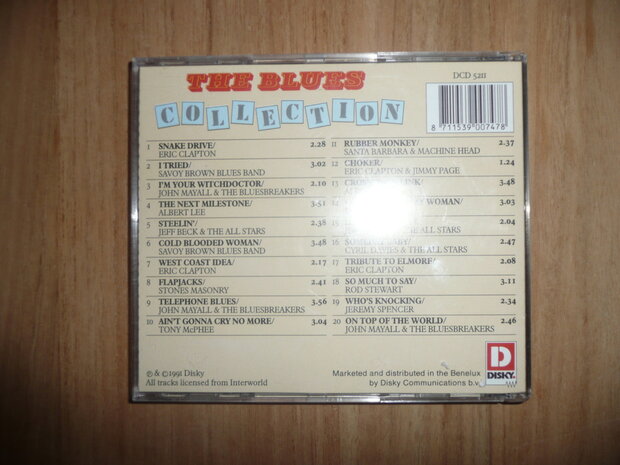 THE BLUES
COLLECTION
DCD 5211
8 711539 007478
1 SNAKE DRIVE/ 2.28
ERIC CLAPTON
2 I TRIED/ 3.02
SAVOY BROWN BLUES BAND
3 I'M YOUR WITCHDOCTOR/ 2.10
JOHN MAYALL & THE BLUESBREAKERS
4 THE NEXT MILESTONE/ 3.51
ALBERT LEE
5 STEELIN'/ 2.38
JEFF BECK & THE ALL STARS
6 COLD BLOODED WOMAN/ 3.48
SAVOY BROWN BLUES BAND
7 WEST COAST IDEA/ 2.17
ERIC CLAPTON
8 FLAPJACKS/ 2.41
STONES MASONRY
9 TELEPHONE BLUES/ 3.56
JOHN MAYALL & THE BLUESBREAKERS
10 AIN'T GONNA CRY NO MORE/ 3.04
TONY McPHEE
11 RUBBER MONKEY/ 2.37
SANTA BARBARA & MACHINE HEAD
12 CHOKER/ 1.24
ERIC CLAPTON & JIMMY PAGE
13 3.48
14 WOMAN/ 3.03
15 2.04
ALL STARS
16 2.47
CYRIL DAVIES & THE ALL STARS
17 TRIBUTE TO ELMORE/ 2.08
ERIC CLAPTON
18 SO MUCH TO SAY/ 3.11
ROD STEWART
19 WHO'S KNOCKING/ 2.34
JEREMY SPENCER
20 ON TOP OF THE WORLD/ 2.46
JOHN MAYALL & THE BLUESBREAKERS
℗ & ©1991 Disky
All tracks licensed from Interworld
Marketed and distributed in the Benelux
by Disky Communications b.v.
D
DISKY